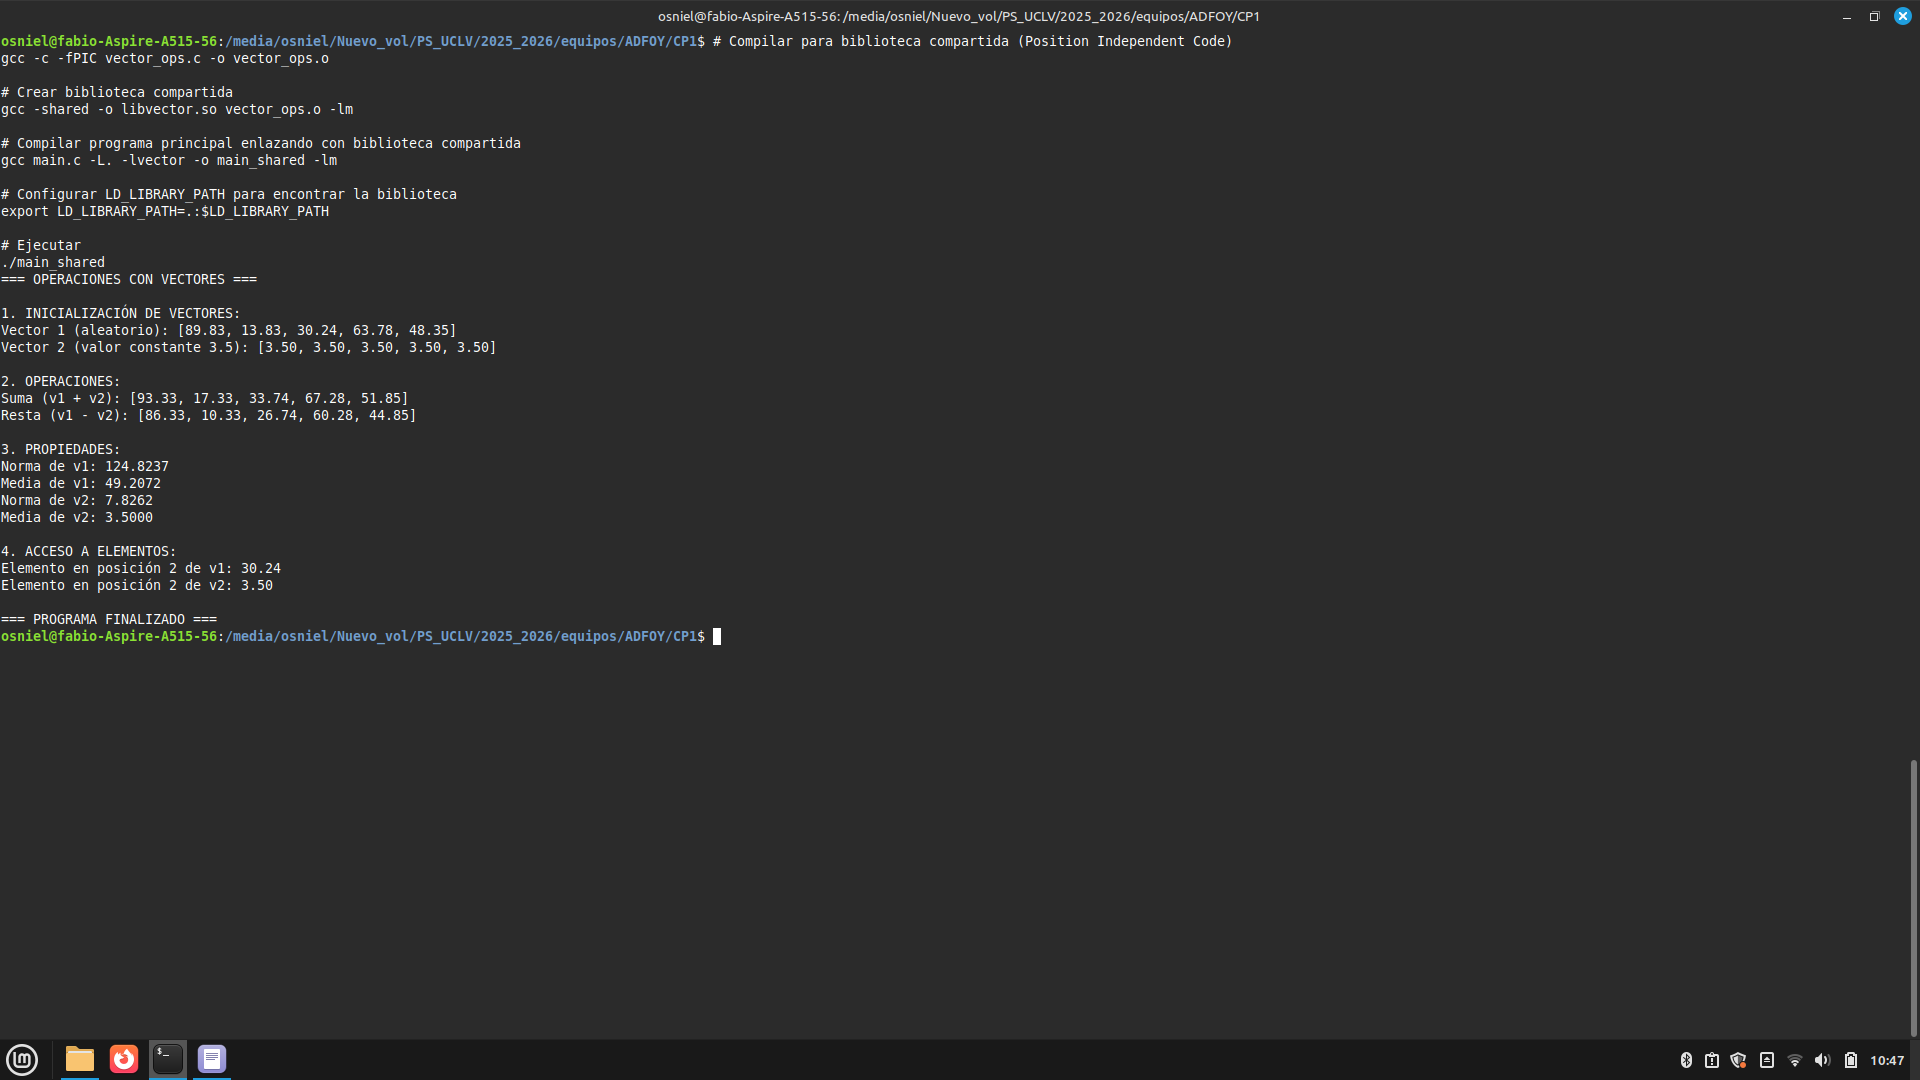 osniel@fabio-Aspire-A515-56: /media/osniel/Nuevo_vol/PS_UCLV/2025_2026/equipos/ADFOY/CP1
osniel@fabio-Aspire-A515-56:/media/osniel/Nuevo_vol/PS_UCLV/2025_2026/equipos/ADFOY/CP1$ # Compilar para biblioteca compartida (Position Independent Code)
gcc -c -fPIC vector_ops.c -o vector_ops.o
# Crear biblioteca compartida
gcc -shared -o libvector.so vector_ops.o -lm
# Compilar programa principal enlazando con biblioteca compartida
gcc main.c -L. -lvector -o main_shared -lm
# Configurar LD_LIBRARY_PATH para encontrar la biblioteca
export LD_LIBRARY_PATH=.:$LD_LIBRARY_PATH
# Ejecutar
./main_shared
=== OPERACIONES CON VECTORES ===
1. INICIALIZACIÓN DE VECTORES:
Vector 1 (aleatorio): [89.83, 13.83, 30.24, 63.78, 48.35]
Vector 2 (valor constante 3.5): [3.50, 3.50, 3.50, 3.50, 3.50]
2. OPERACIONES:
Suma (v1 + v2): [93.33, 17.33, 33.74, 67.28, 51.85]
Resta (v1 - v2): [86.33, 10.33, 26.74, 60.28, 44.85]
3. PROPIEDADES:
Norma de v1: 124.8237
Media de v1: 49.2072
Norma de v2: 7.8262
Media de v2: 3.5000
4. ACCESO A ELEMENTOS:
Elemento en posición 2 de v1: 30.24
Elemento en posición 2 de v2: 3.50
=== PROGRAMA FINALIZADO ===
osniel@fabio-Aspire-A515-56:/media/osniel/Nuevo_vol/PS_UCLV/2025_2026/equipos/ADFOY/CP1$
10:47